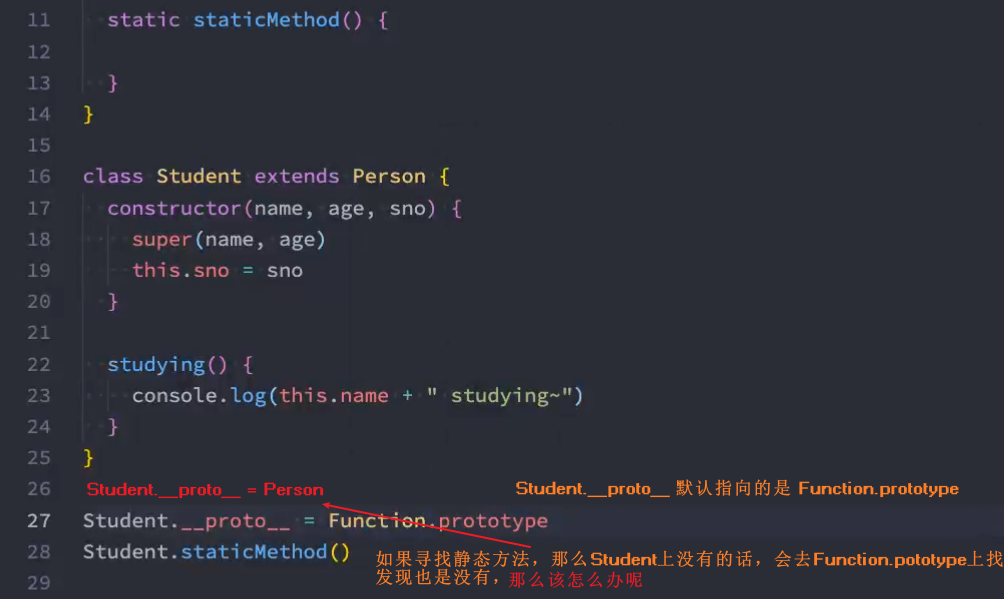 11 static staticMethod() {
12
13 }
14 }
15
16 class Student extends Person {
17 constructor(name, age, sno) {
18 super(name, age)
19 this.sno = sno
20 }
21
22 studying() {
23 console.log(this.name + " studying~")
24 }
25 }
26 Student.__proto__ = Person Student.__proto__ 默认指向的是 Function.prototype
27 Student.__proto__ = Function.prototype
28 Student.staticMethod()
如果寻找静态方法，那么Student上没有的话，会去Function.pototype上找
发现也是没有，那么该怎么办呢
29